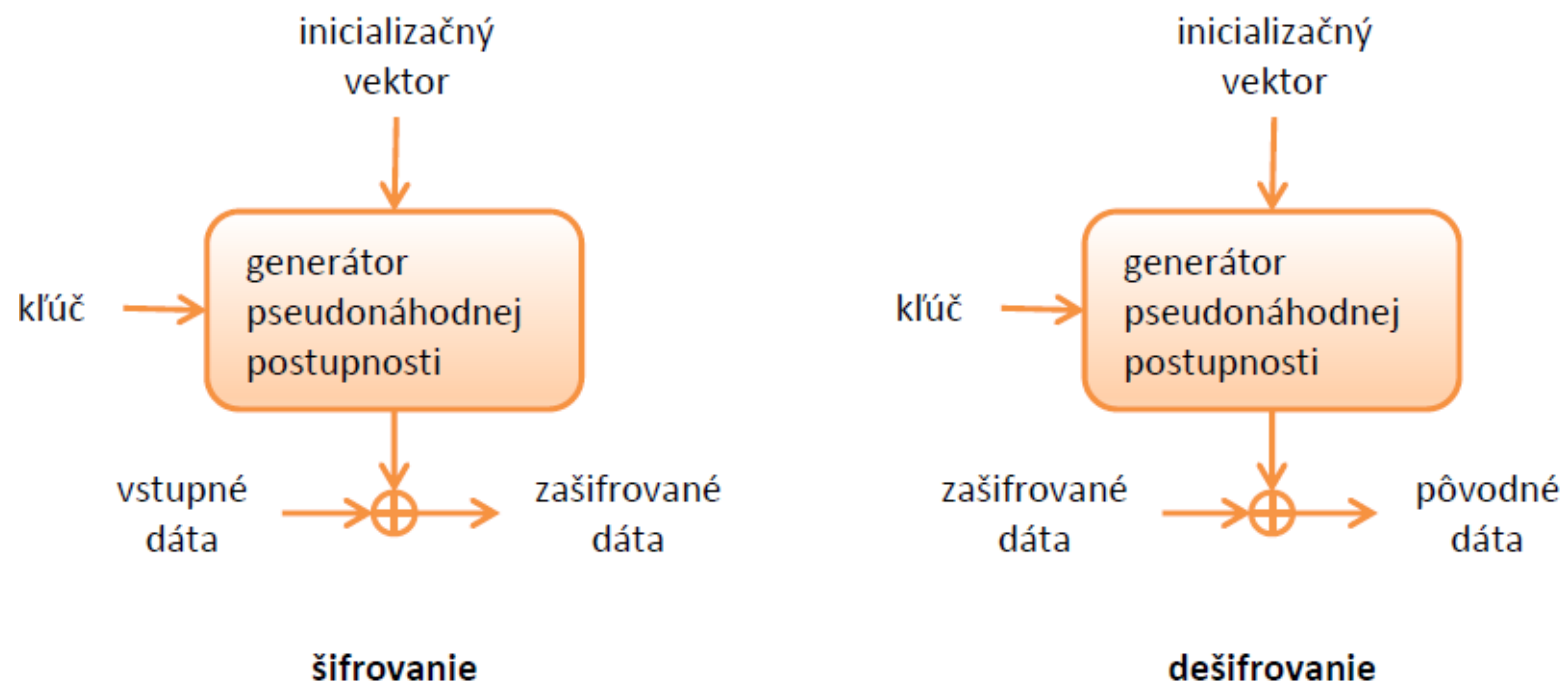 inicializačný
vektor
generátor
pseudonáhodnej
postupnosti
kľúč
vstupné
dáta
zašifrované
dáta
šifrovanie
inicializačný
vektor
generátor
pseudonáhodnej
postupnosti
kľúč
zašifrované
dáta
pôvodné
dáta
dešifrovanie